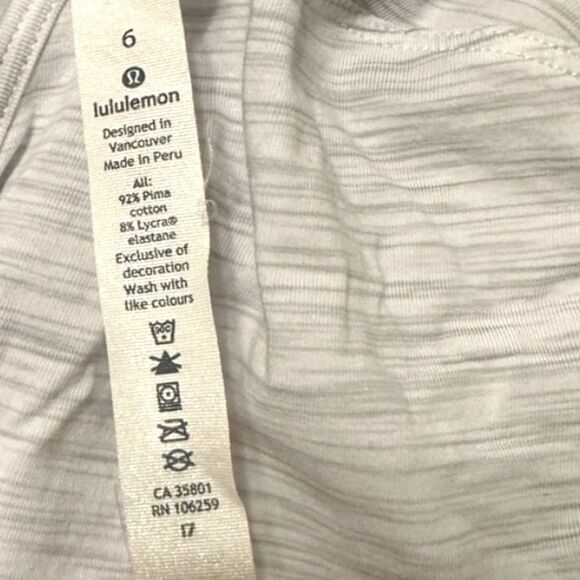 6
lululemon
Designed in
Vancouver
Made in Peru
All:
92% Pima
cotton
8% Lycra®
elastane
Exclusive of
decoration
Wash with
like colours
30C
CA 35801
RN 106259
17